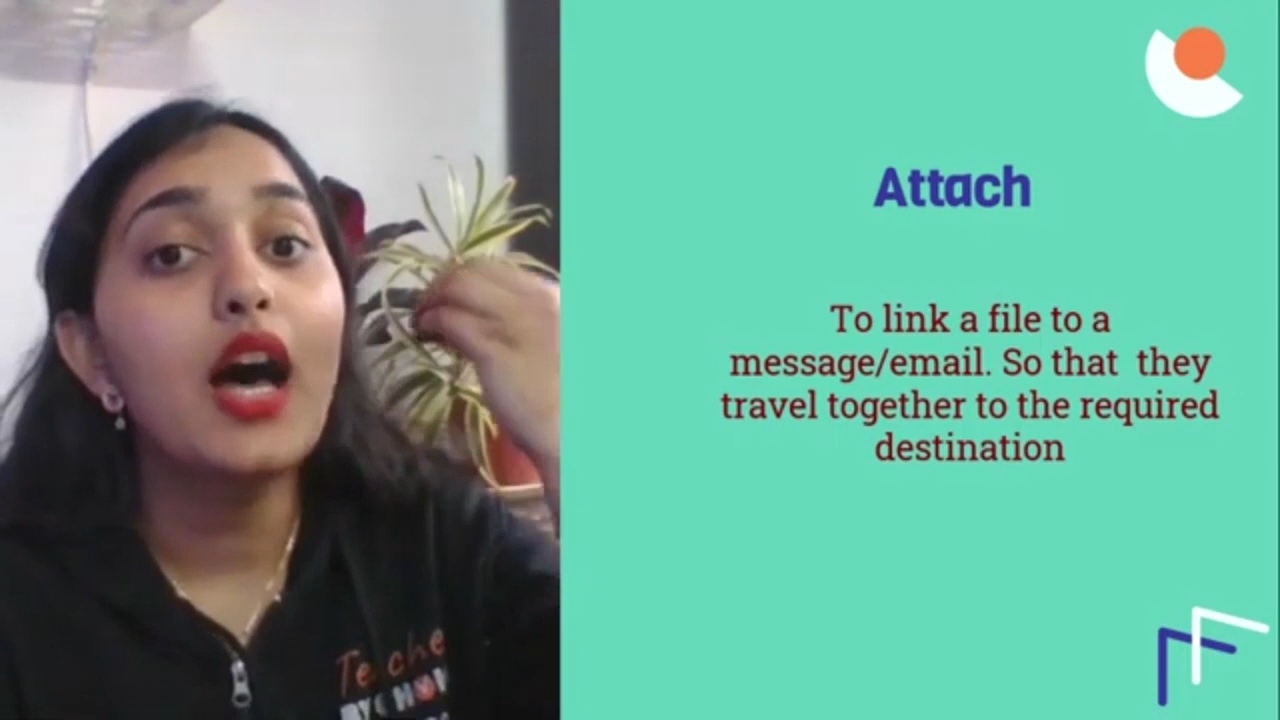 Attach
To link a file to a
message/email. So that they
travel together to the required
destination